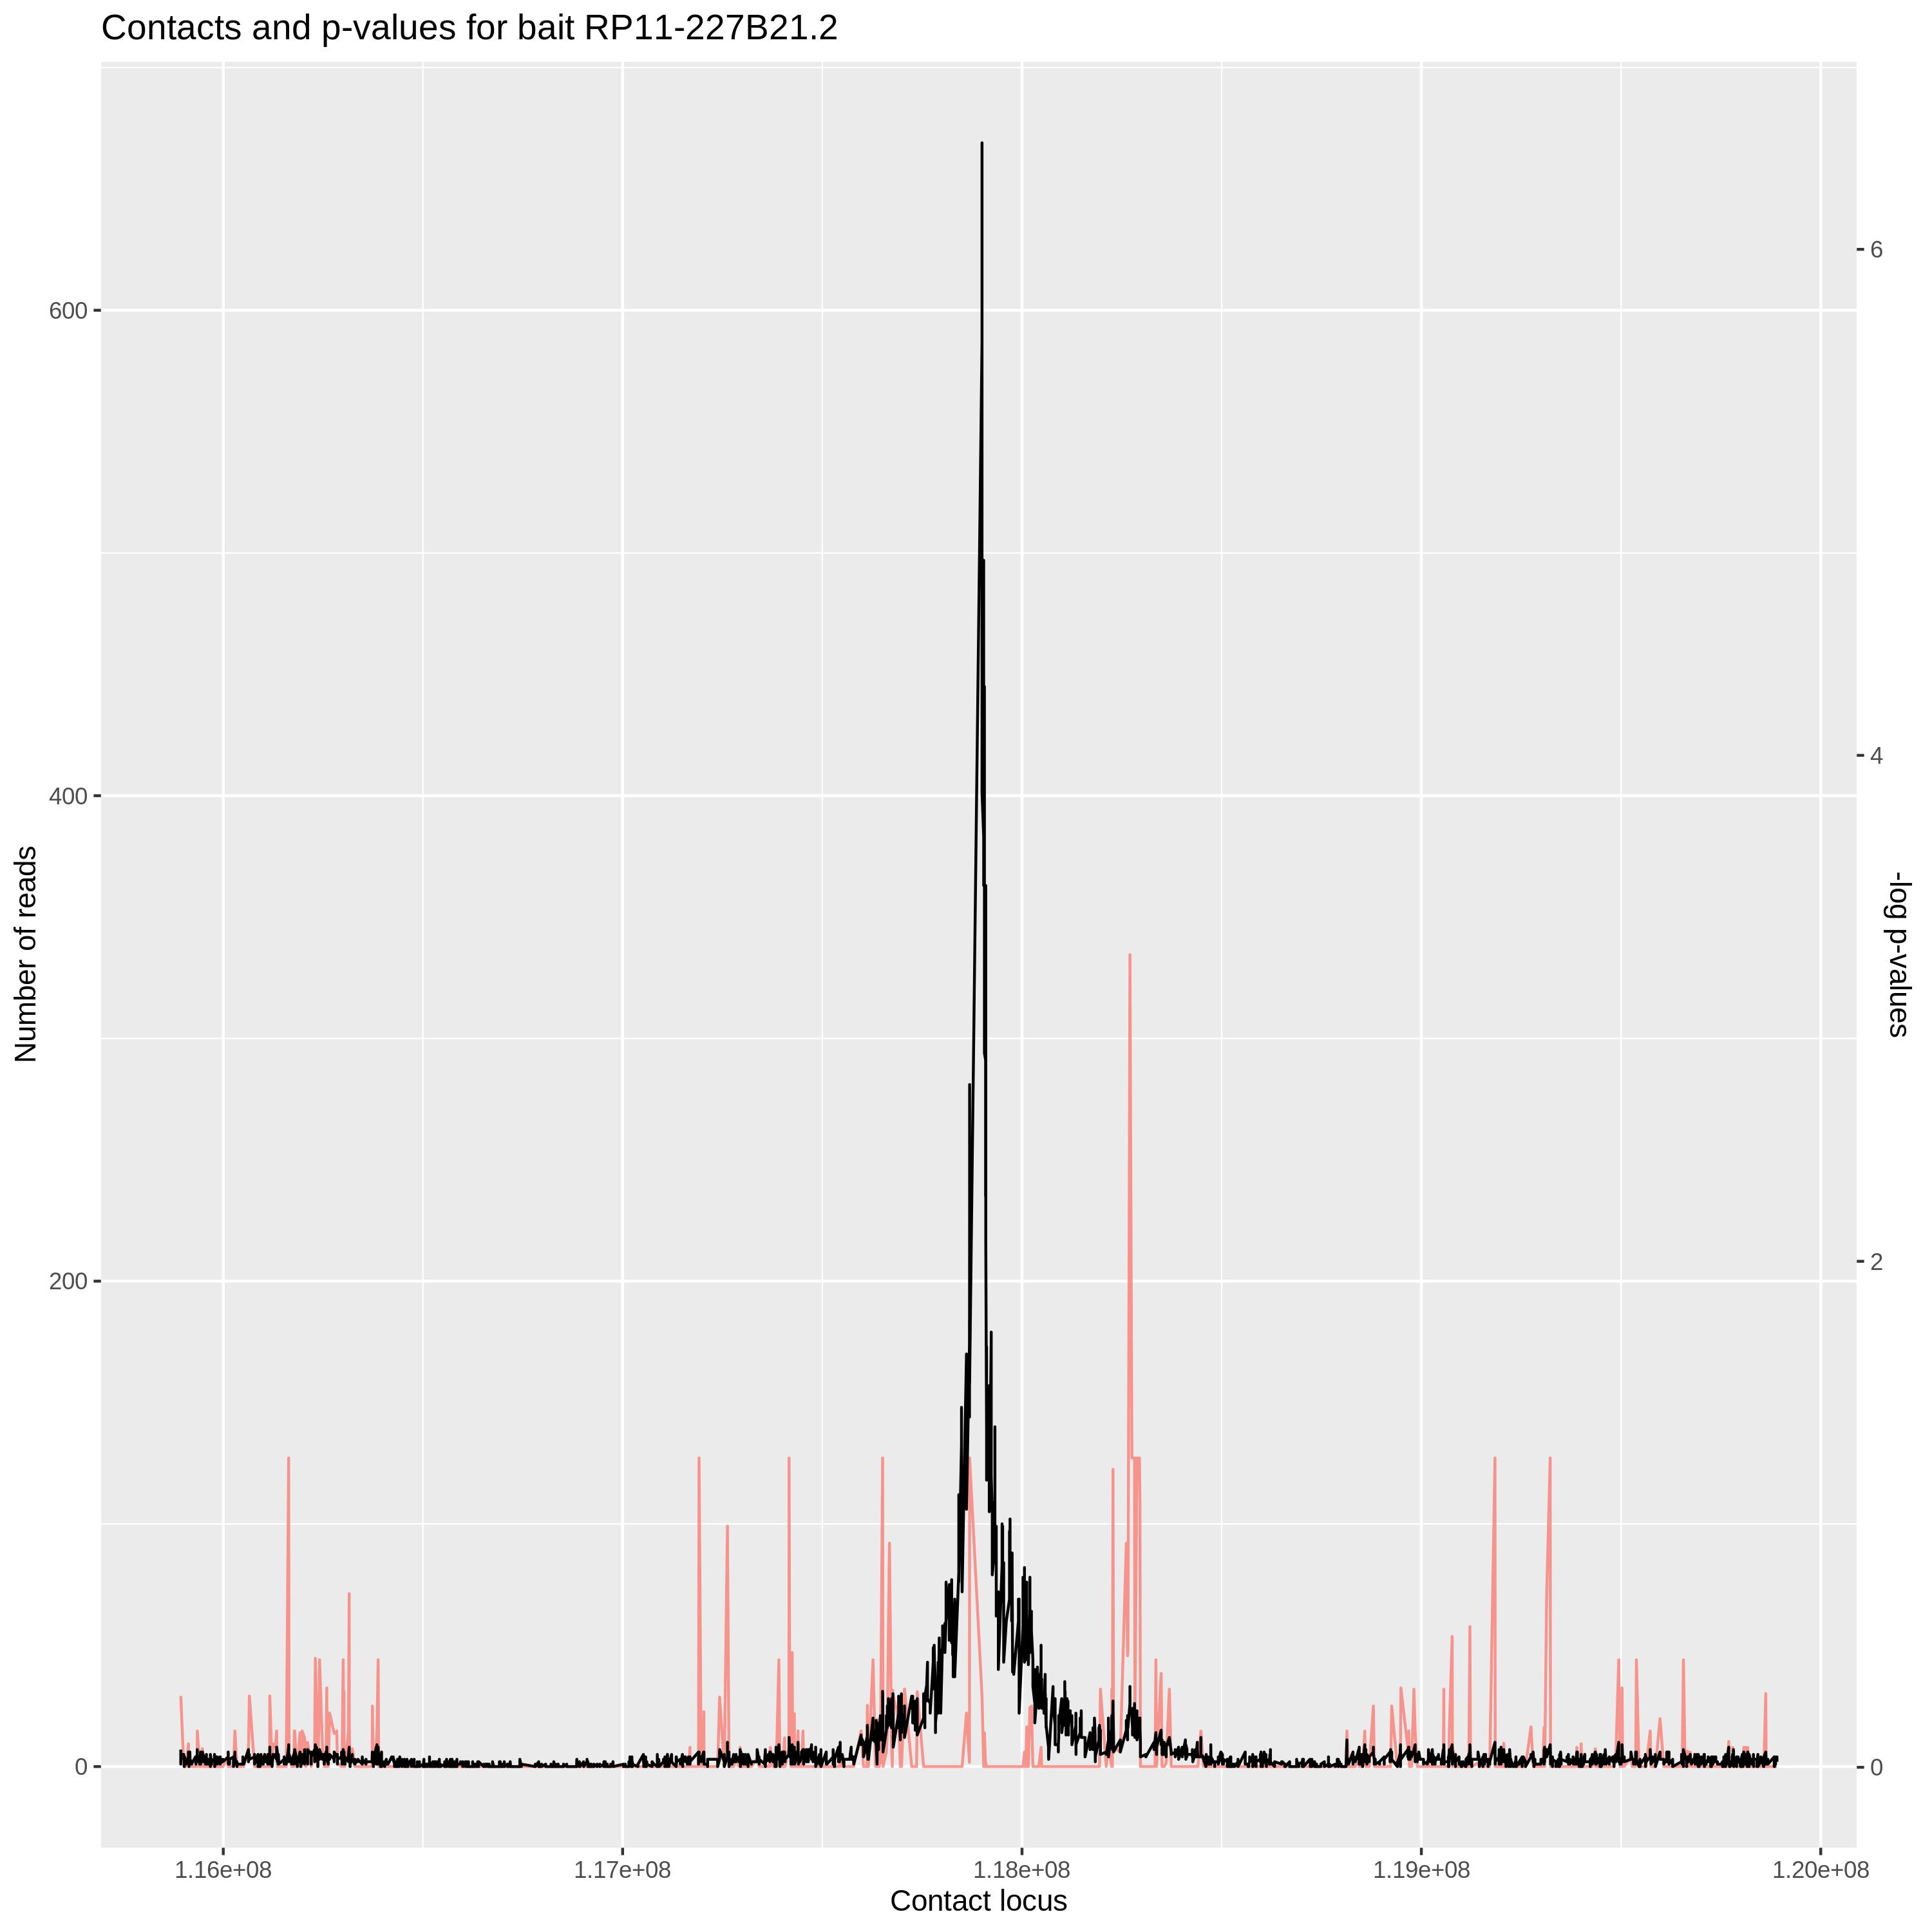 Contacts and p-values for bait RP11-227B21.2
600
400
200
0
Number of reads
6
4
2
0
-log p-values
1.16e+08
1.17e+08
1.18e+08
1.19e+08
1.20e+08
Contact locus